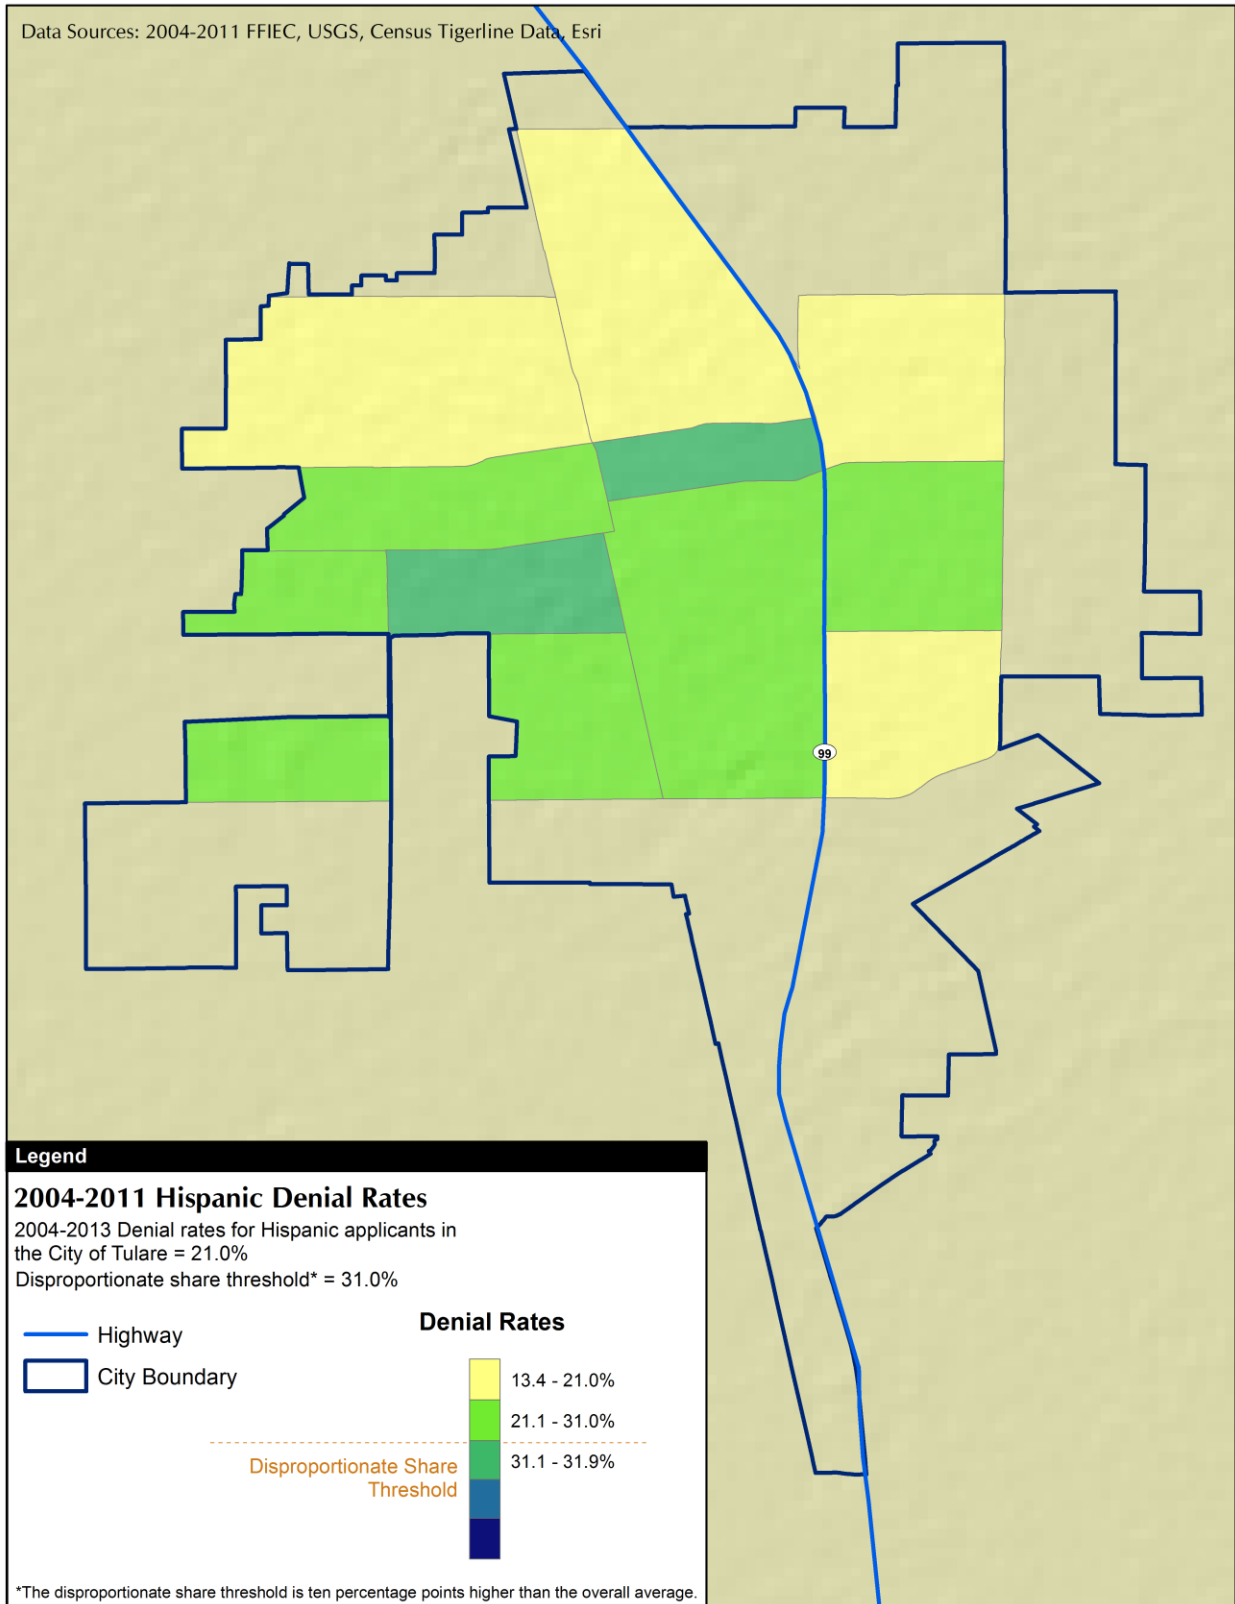 Data Sources: 2004-2011 FFIEC, USGS, Census Tigerline Data, Esri
99
Legend
2004-2011 Hispanic Denial Rates
2004-2013 Denial rates for Hispanic applicants in
the City of Tulare = 21.0%
Disproportionate share threshold* = 31.0%
Highway
City Boundary
Denial Rates
13.4 - 21.0%
21.1 - 31.0%
31.1 - 31.9%
Disproportionate Share
Threshold
*The disproportionate share threshold is ten percentage points higher than the overall average.